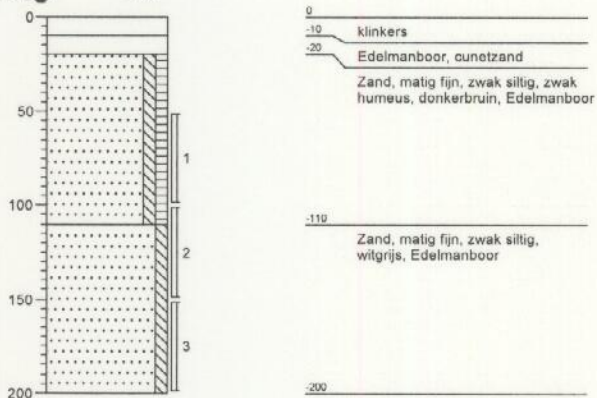 0
50
100
150
200
1
2
3
0
-10
klinkers
-20
Edelmanboor, cunetzand
Zand, matig fijn, zwak siltig, zwak
humeus, donkerbruin, Edelmanboor
-110
Zand, matig fijn, zwak siltig,
witgrijs, Edelmanboor
-200